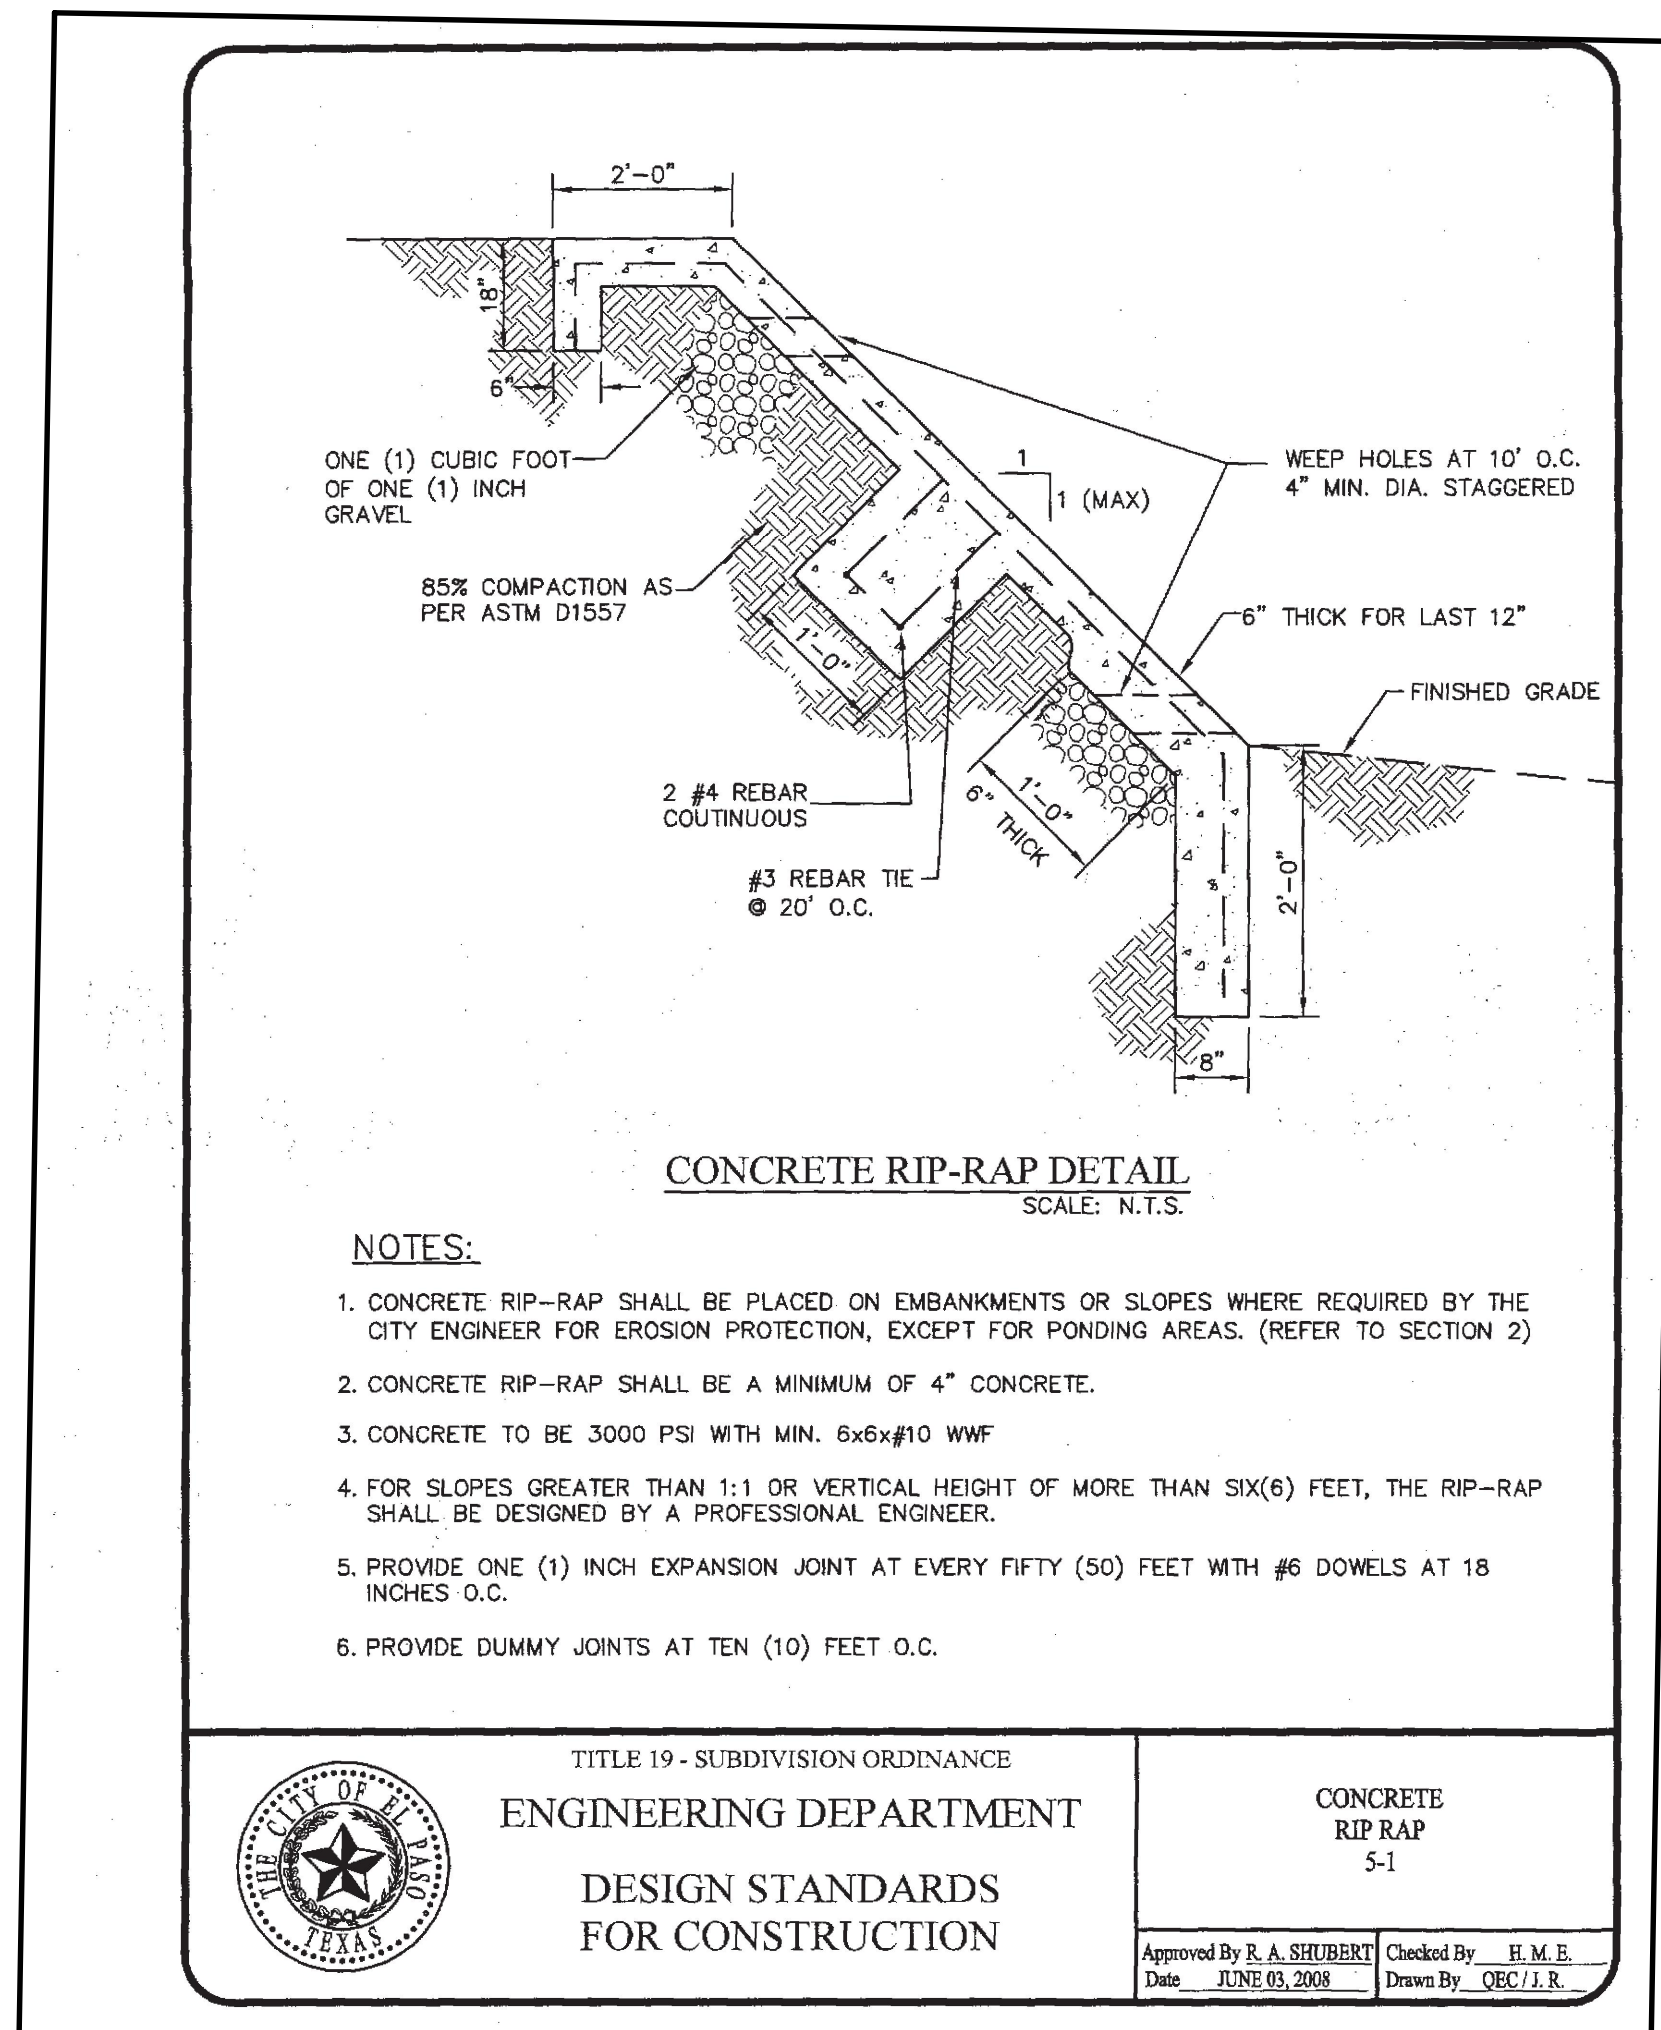 2'-0"
18"
6"
ONE (1) CUBIC FOOT
OF ONE (1) INCH
GRAVEL
1
1 (MAX)
WEEP HOLES AT 10' O.C.
4" MIN. DIA. STAGGERED
85% COMPACTION AS
PER ASTM D1557
1'-0"
6" THICK FOR LAST 12"
FINISHED GRADE
2 #4 REBAR
COUTINUOUS
1'-0"
6" THICK
#3 REBAR TIE
@ 20' O.C.
2'-0"
8"
CONCRETE RIP-RAP DETAIL
SCALE: N.T.S.
NOTES:
1. CONCRETE RIP-RAP SHALL BE PLACED ON EMBANKMENTS OR SLOPES WHERE REQUIRED BY THE
CITY ENGINEER FOR EROSION PROTECTION, EXCEPT FOR PONDING AREAS. (REFER TO SECTION 2)
2. CONCRETE RIP-RAP SHALL BE A MINIMUM OF 4" CONCRETE.
3. CONCRETE TO BE 3000 PSI WITH MIN. 6x6x#10 WWF
4. FOR SLOPES GREATER THAN 1:1 OR VERTICAL HEIGHT OF MORE THAN SIX(6) FEET, THE RIP-RAP
SHALL BE DESIGNED BY A PROFESSIONAL ENGINEER.
5. PROVIDE ONE (1) INCH EXPANSION JOINT AT EVERY FIFTY (50) FEET WITH #6 DOWELS AT 18
INCHES O.C.
6. PROVIDE DUMMY JOINTS AT TEN (10) FEET O.C.
THE CITY OF EL PASO
TEXAS
TITLE 19 - SUBDIVISION ORDINANCE
ENGINEERING DEPARTMENT
DESIGN STANDARDS
FOR CONSTRUCTION
CONCRETE
RIP RAP
5-1
Approved By R. A. SHUBERT
Date JUNE 03, 2008
Checked By H. M. E.
Drawn By QEC / J. R.